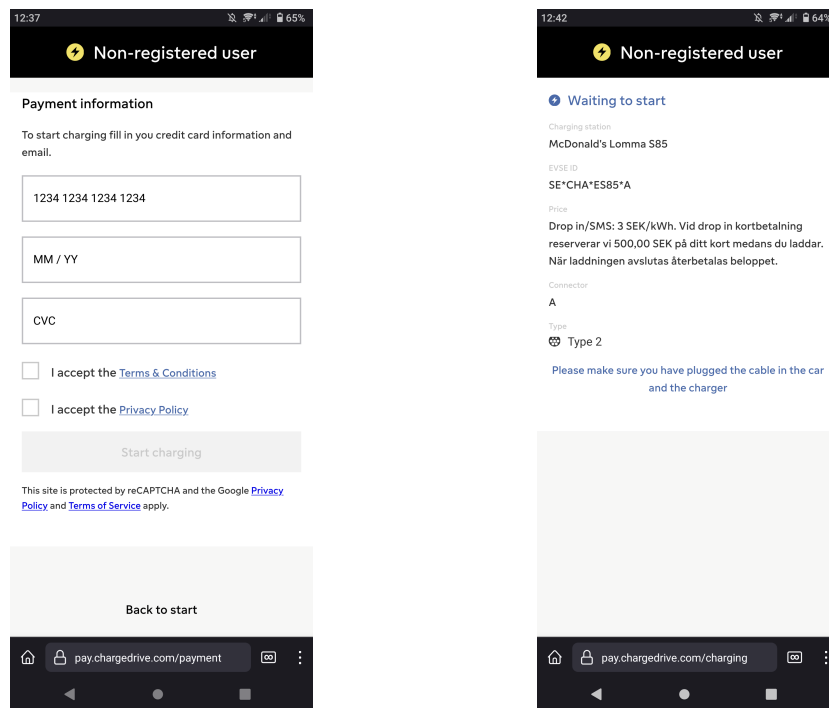 12:37
65%
Non-registered user
Payment information
To start charging fill in you credit card information and
email.
1234 1234 1234 1234
MM / YY
CVC
I accept the Terms & Conditions
I accept the Privacy Policy
Start charging
This site is protected by reCAPTCHA and the Google Privacy
Policy and Terms of Service apply.
Back to start
pay.chargedrive.com/payment
12:42
64%
Non-registered user
Waiting to start
Charging station
McDonald's Lomma S85
EVSE ID
SE*CHA*ES85*A
Price
Drop in/SMS: 3 SEK/kWh. Vid drop in kortbetalning
reserverar vi 500,00 SEK på ditt kort medans du laddar.
När laddningen avslutas återbetalas beloppet.
Connector
A
Type
Type 2
Please make sure you have plugged the cable in the car
and the charger
pay.chargedrive.com/charging